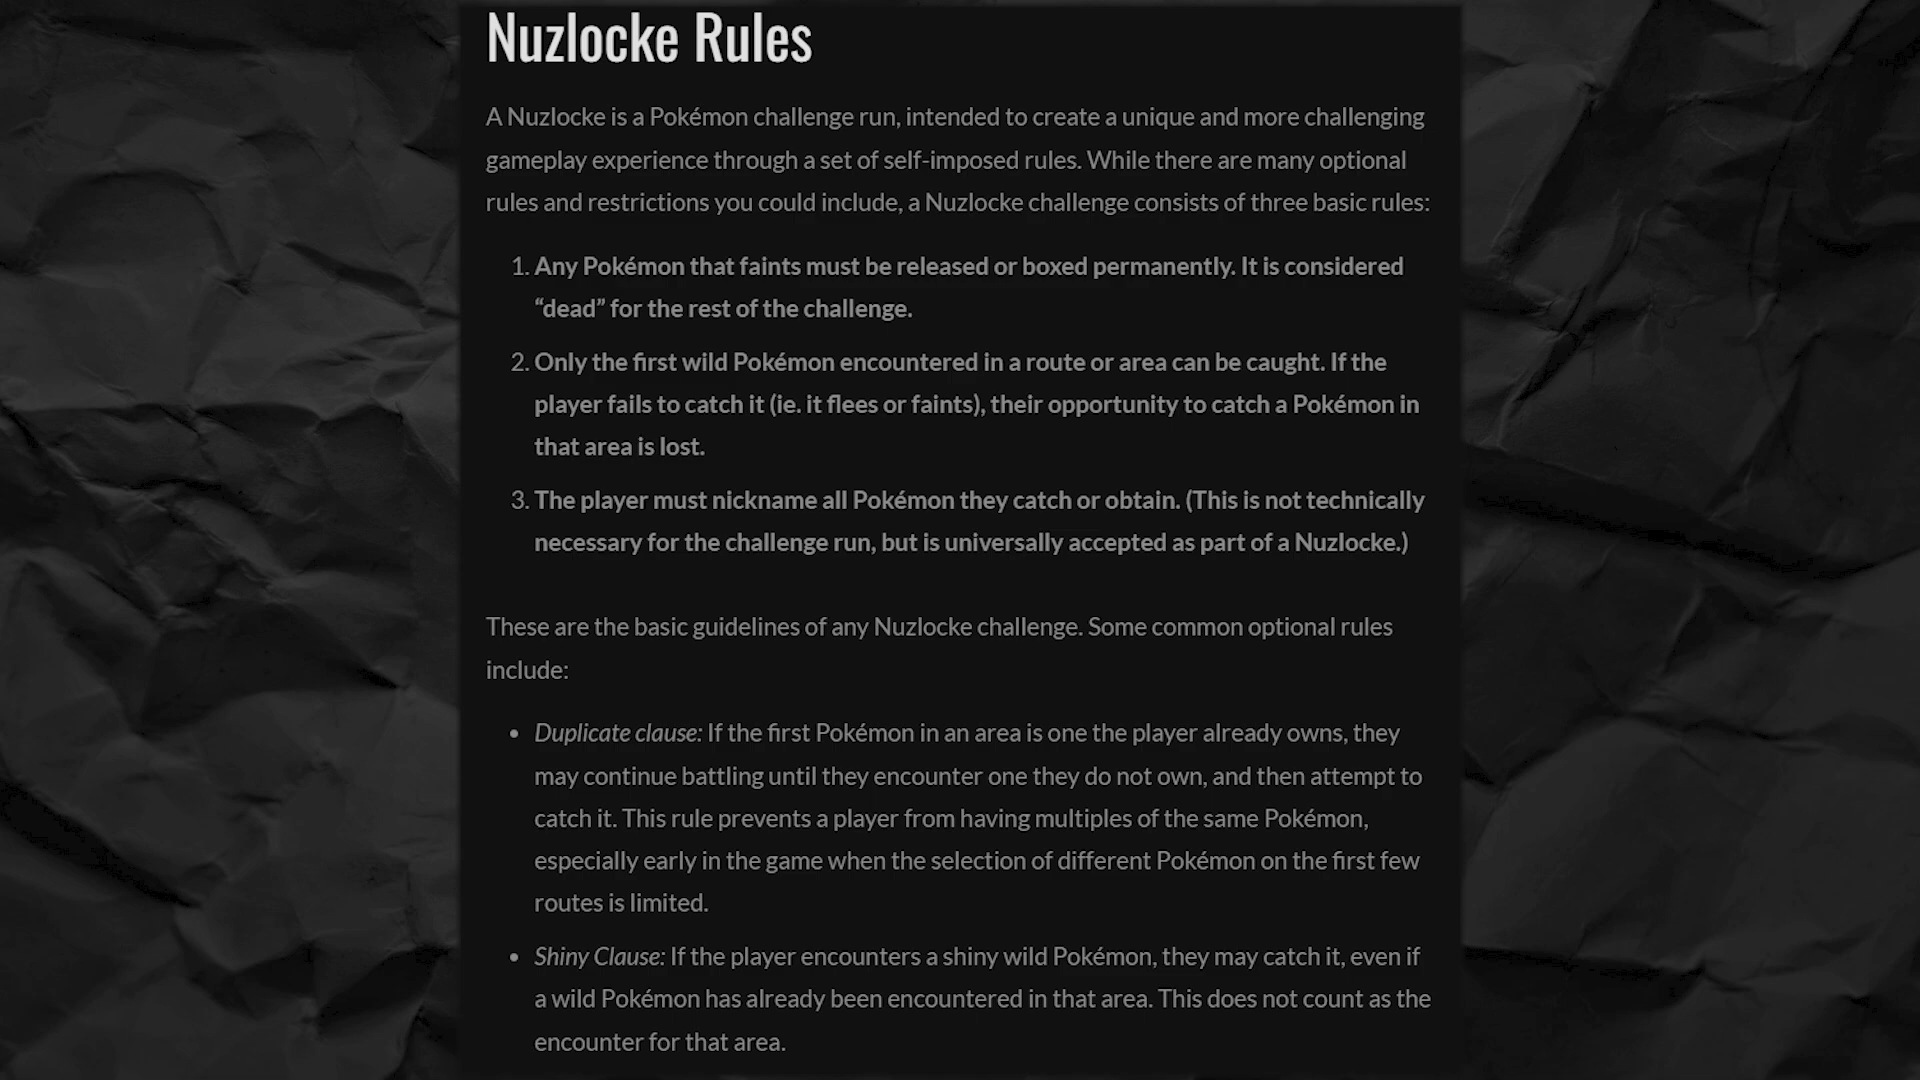 Nuzlocke Rules
A Nuzlocke is a Pokémon challenge run, intended to create a unique and more challenging
gameplay experience through a set of self-imposed rules. While there are many optional
rules and restrictions you could include, a Nuzlocke challenge consists of three basic rules:
1. Any Pokémon that faints must be released or boxed permanently. It is considered
“dead” for the rest of the challenge.
2. Only the first wild Pokémon encountered in a route or area can be caught. If the
player fails to catch it (ie. it flees or faints), their opportunity to catch a Pokémon in
that area is lost.
3. The player must nickname all Pokémon they catch or obtain. (This is not technically
necessary for the challenge run, but is universally accepted as part of a Nuzlocke.)
These are the basic guidelines of any Nuzlocke challenge. Some common optional rules
include:
• Duplicate clause: If the first Pokémon in an area is one the player already owns, they
may continue battling until they encounter one they do not own, and then attempt to
catch it. This rule prevents a player from having multiples of the same Pokémon,
especially early in the game when the selection of different Pokémon on the first few
routes is limited.
• Shiny Clause: If the player encounters a shiny wild Pokémon, they may catch it, even if
a wild Pokémon has already been encountered in that area. This does not count as the
encounter for that area.